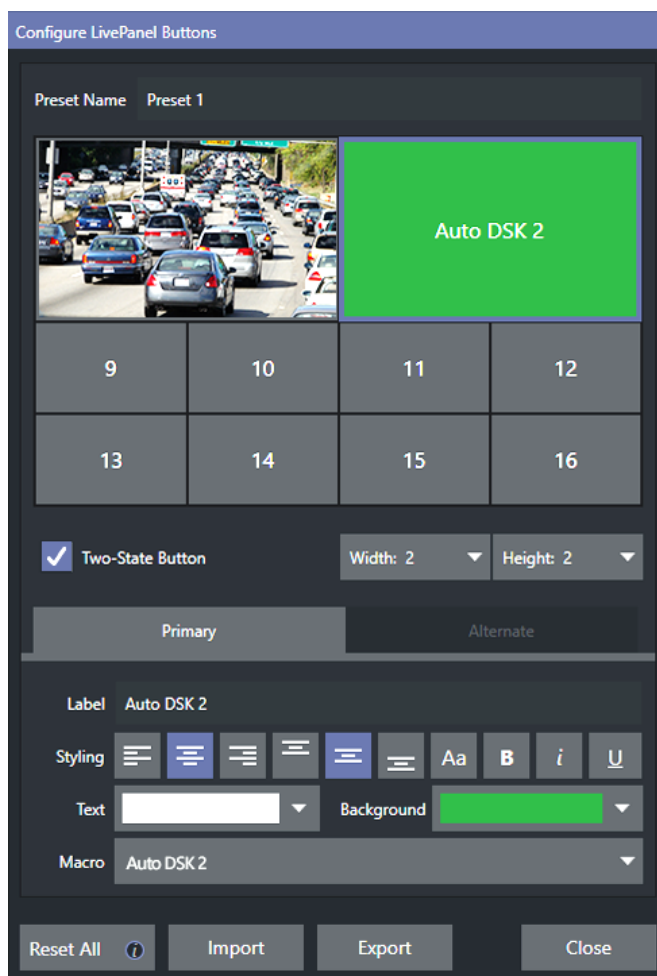 Configure LivePanel Buttons
Preset Name Preset 1
Auto DSK 2
9 10 11 12
13 14 15 16
Two-State Button Width: 2 Height: 2
Primary Alternate
Label Auto DSK 2
Styling Aa B i U
Text Background
Macro Auto DSK 2
Reset All i Import Export Close